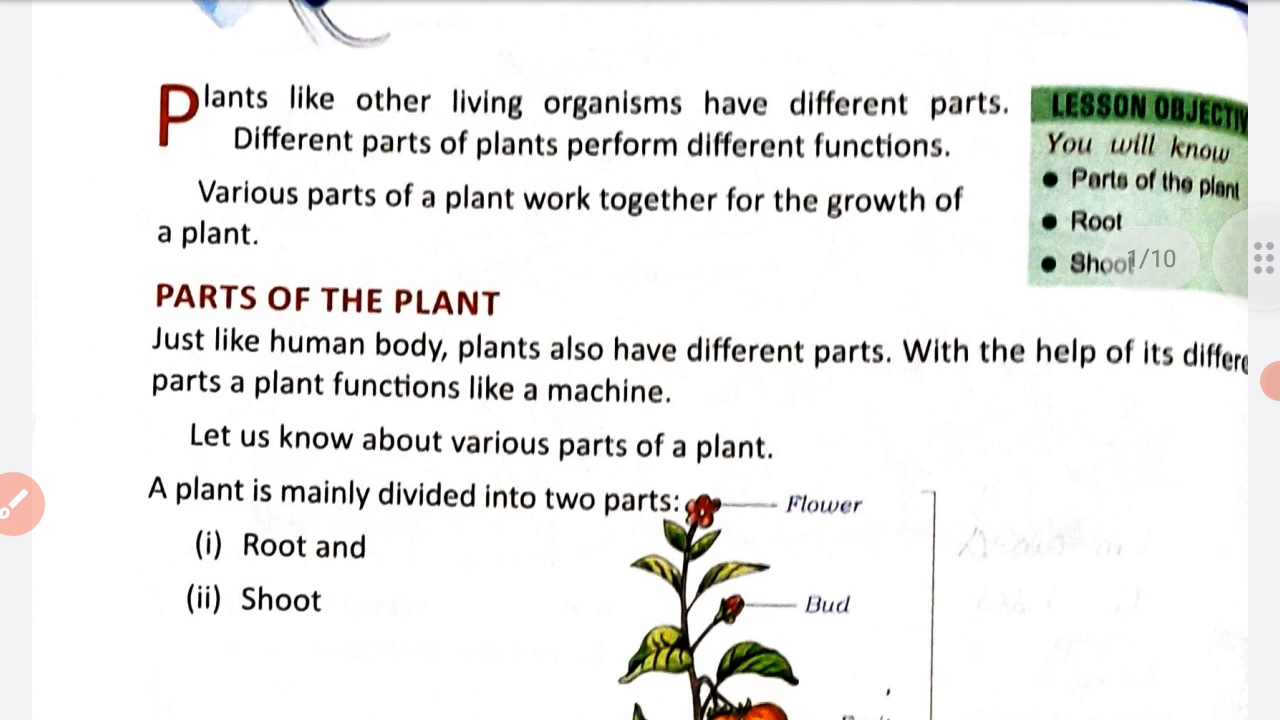 Plants like other living organisms have different parts.
Different parts of plants perform different functions.
Various parts of a plant work together for the growth of
a plant.
LESSON OBJECTIV
You will know
• Parts of the plant
• Root
• Shoot
1/10
PARTS OF THE PLANT
Just like human body, plants also have different parts. With the help of its differe
parts a plant functions like a machine.
Let us know about various parts of a plant.
A plant is mainly divided into two parts:
(i) Root and
(ii) Shoot
Flower
Bud